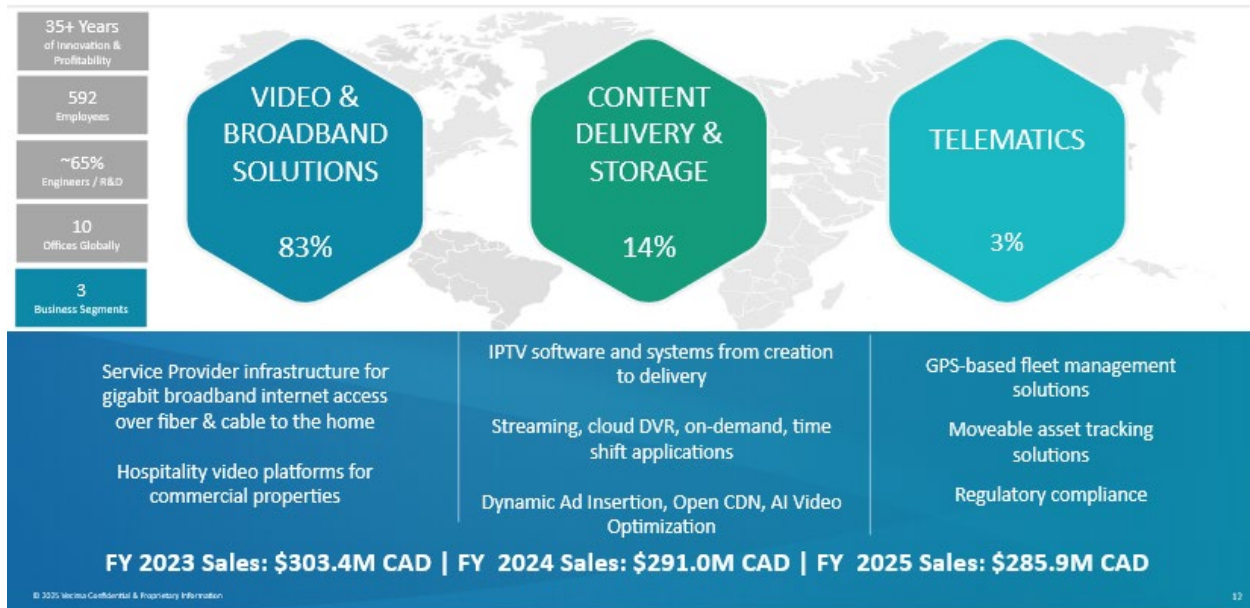 35+ Years
of Innovation &
Profitability
592
Employees
~65%
Engineers / R&D
10
Offices Globally
3
Business Segments
VIDEO &
BROADBAND
SOLUTIONS
83%
CONTENT
DELIVERY &
STORAGE
14%
TELEMATICS
3%
Service Provider infrastructure for
gigabit broadband internet access
over fiber & cable to the home
Hospitality video platforms for
commercial properties
IPTV software and systems from creation
to delivery
Streaming, cloud DVR, on-demand, time
shift applications
Dynamic Ad Insertion, Open CDN, AI Video
Optimization
GPS-based fleet management
solutions
Moveable asset tracking
solutions
Regulatory compliance
FY 2023 Sales: $303.4M CAD | FY 2024 Sales: $291.0M CAD | FY 2025 Sales: $285.9M CAD
© 2025 Vecima Confidential & Proprietary Information
12